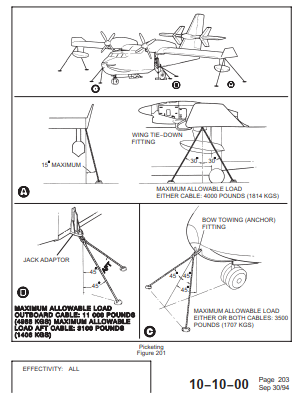 C
B
A
WING TIE-DOWN
FITTING
15° MAXIMUM
30°
30°
A
MAXIMUM ALLOWABLE LOAD
EITHER CABLE: 4000 POUNDS (1814 KGS)
BOW TOWING (ANCHOR)
FITTING
JACK ADAPTOR
AFT
45°
45°
45°
45°
45°
MAXIMUM ALLOWABLE LOAD
OUTBOARD CABLE: 11 000 POUNDS
(4988 KGS) MAXIMUM ALLOWABLE
LOAD AFT CABLE: 3100 POUNDS
(1406 KGS)
C
MAXIMUM ALLOWABLE LOAD
EITHER OR BOTH CABLES: 3500
POUNDS (1707 KGS)
Picketing
Figure 201
EFFECTIVITY: ALL
10-10-00
Page 203
Sep 30/94